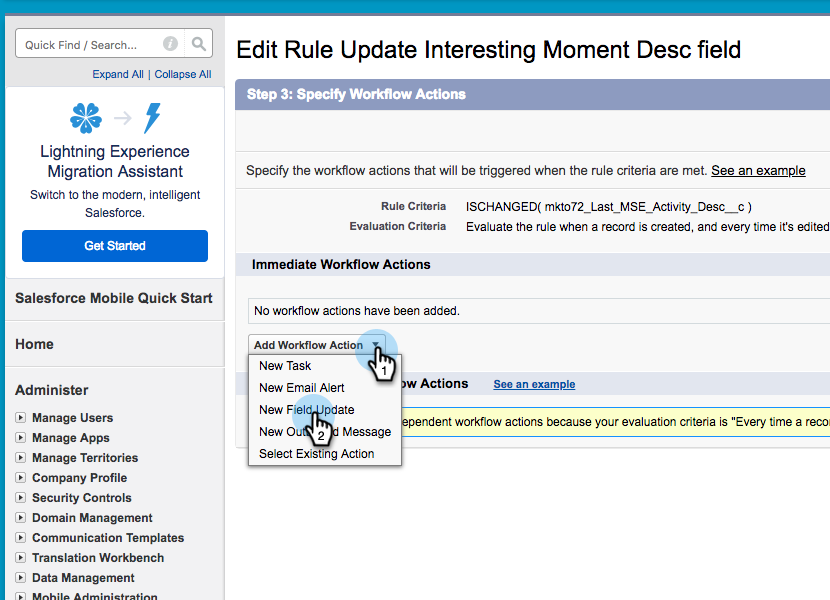 Quick Find / Search...
Expand All | Collapse All
Lightning Experience
Migration Assistant
Switch to the modern, intelligent
Salesforce.
Get Started
Salesforce Mobile Quick Start
Home
Administer
Manage Users
Manage Apps
Manage Territories
Company Profile
Security Controls
Domain Management
Communication Templates
Translation Workbench
Data Management
Mobile Administration
Edit Rule Update Interesting Moment Desc field
Step 3: Specify Workflow Actions
Specify the workflow actions that will be triggered when the rule criteria are met. See an example
Rule Criteria ISCHANGED( mkto72_Last_MSE_Activity_Desc__c )
Evaluation Criteria Evaluate the rule when a record is created, and every time it's edited
Immediate Workflow Actions
No workflow actions have been added.
Add Workflow Action
1
New Task
New Email Alert
New Field Update
2
New Message
Select Existing Action
Actions See an example
workflow actions because your evaluation criteria is "Every time a